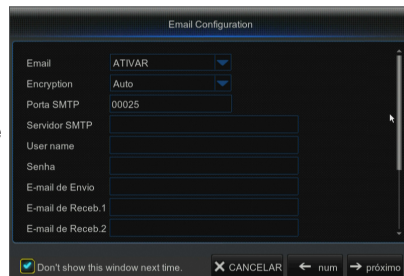 Email Configuration
Email ATIVAR
Encryption Auto
Porta SMTP 00025
Servidor SMTP
User name
Senha
E-mail de Envio
E-mail de Receb.1
E-mail de Receb.2
Don't show this window next time. CANCELAR num próximo